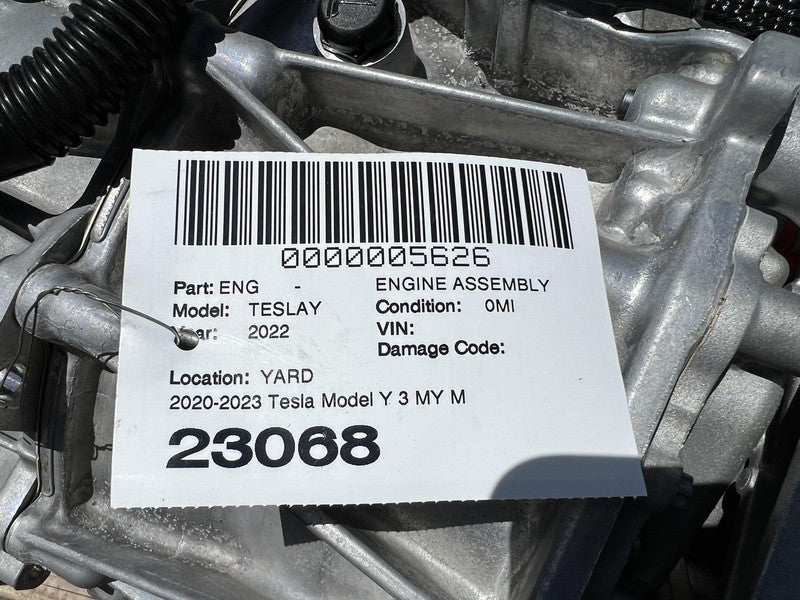 0000005626
Part: ENG - ENGINE ASSEMBLY
Model: TESLAY Condition: 0MI
ar: 2022 VIN:
Damage Code:
Location: YARD
2020-2023 Tesla Model Y 3 MY M
23068